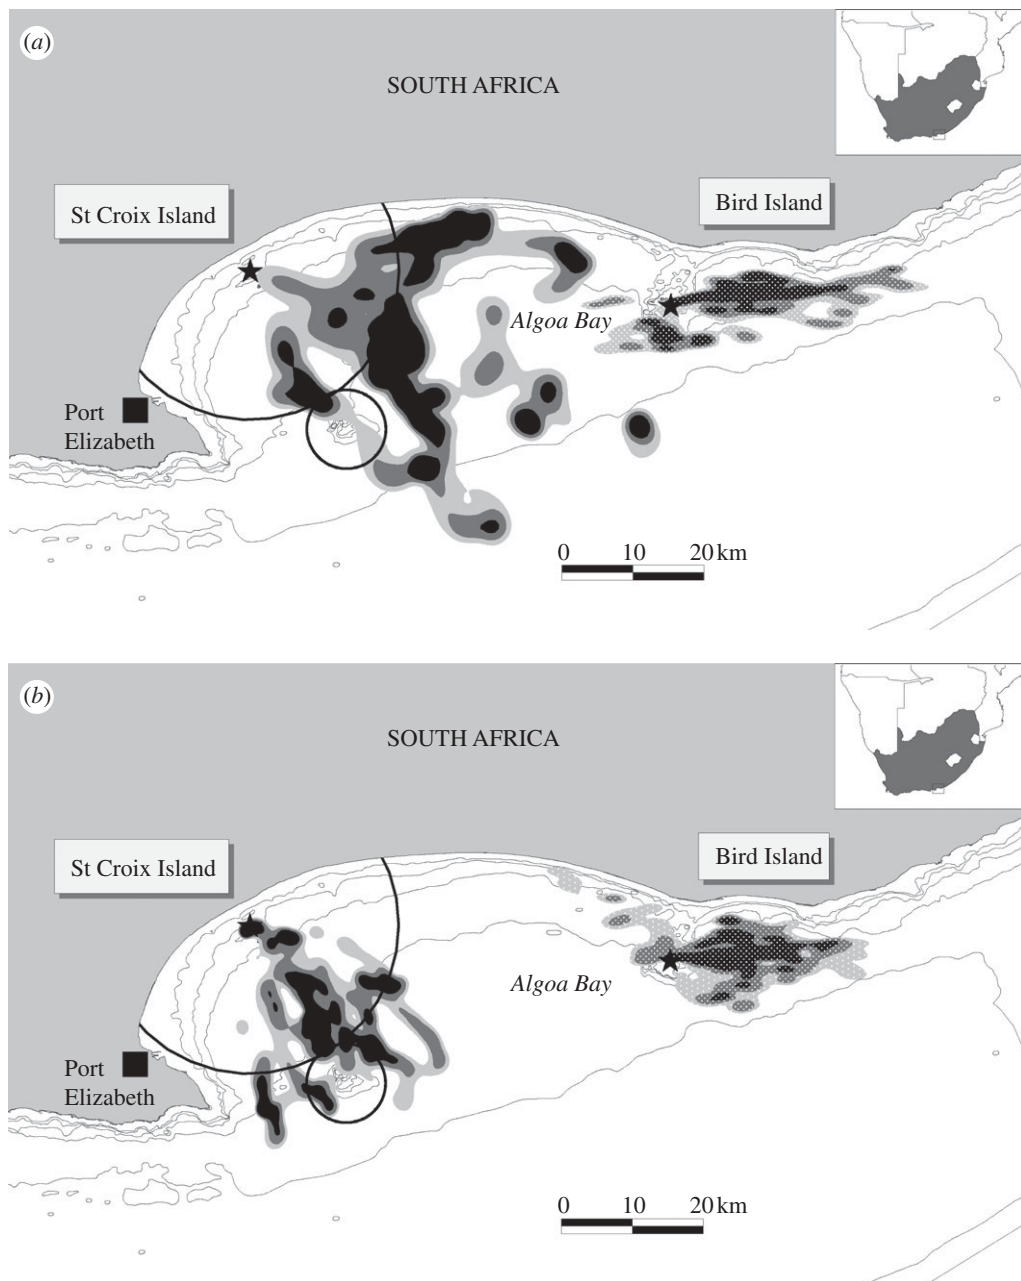 (a)
SOUTH AFRICA
St Croix Island
Bird Island
Algoa Bay
Port
Elizabeth
0 10 20 km
(b)
SOUTH AFRICA
St Croix Island
Bird Island
Algoa Bay
Port
Elizabeth
0 10 20 km